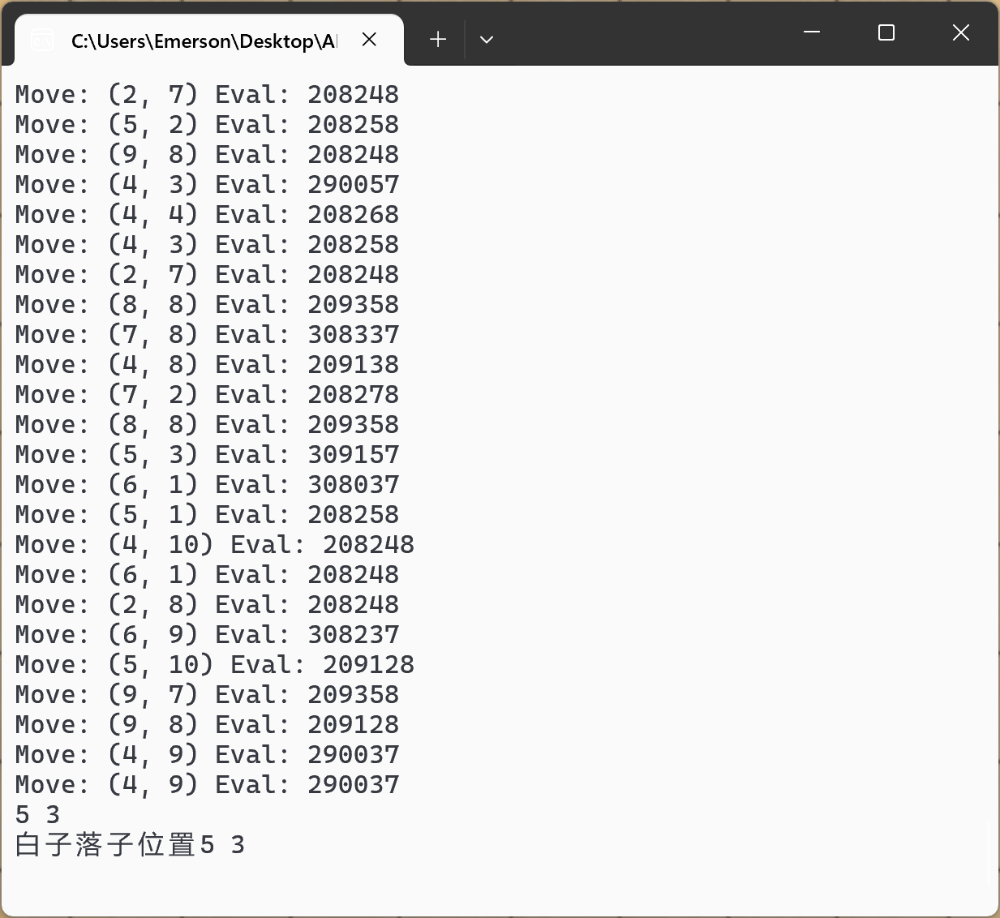 C:\Users\Emerson\Desktop\A
Move: (2, 7) Eval: 208248
Move: (5, 2) Eval: 208258
Move: (9, 8) Eval: 208248
Move: (4, 3) Eval: 290057
Move: (4, 4) Eval: 208268
Move: (4, 3) Eval: 208258
Move: (2, 7) Eval: 208248
Move: (8, 8) Eval: 209358
Move: (7, 8) Eval: 308337
Move: (4, 8) Eval: 209138
Move: (7, 2) Eval: 208278
Move: (8, 8) Eval: 209358
Move: (5, 3) Eval: 309157
Move: (6, 1) Eval: 308037
Move: (5, 1) Eval: 208258
Move: (4, 10) Eval: 208248
Move: (6, 1) Eval: 208248
Move: (2, 8) Eval: 208248
Move: (6, 9) Eval: 308237
Move: (5, 10) Eval: 209128
Move: (9, 7) Eval: 209358
Move: (9, 8) Eval: 209128
Move: (4, 9) Eval: 290037
Move: (4, 9) Eval: 290037
5 3
白子落子位置5 3